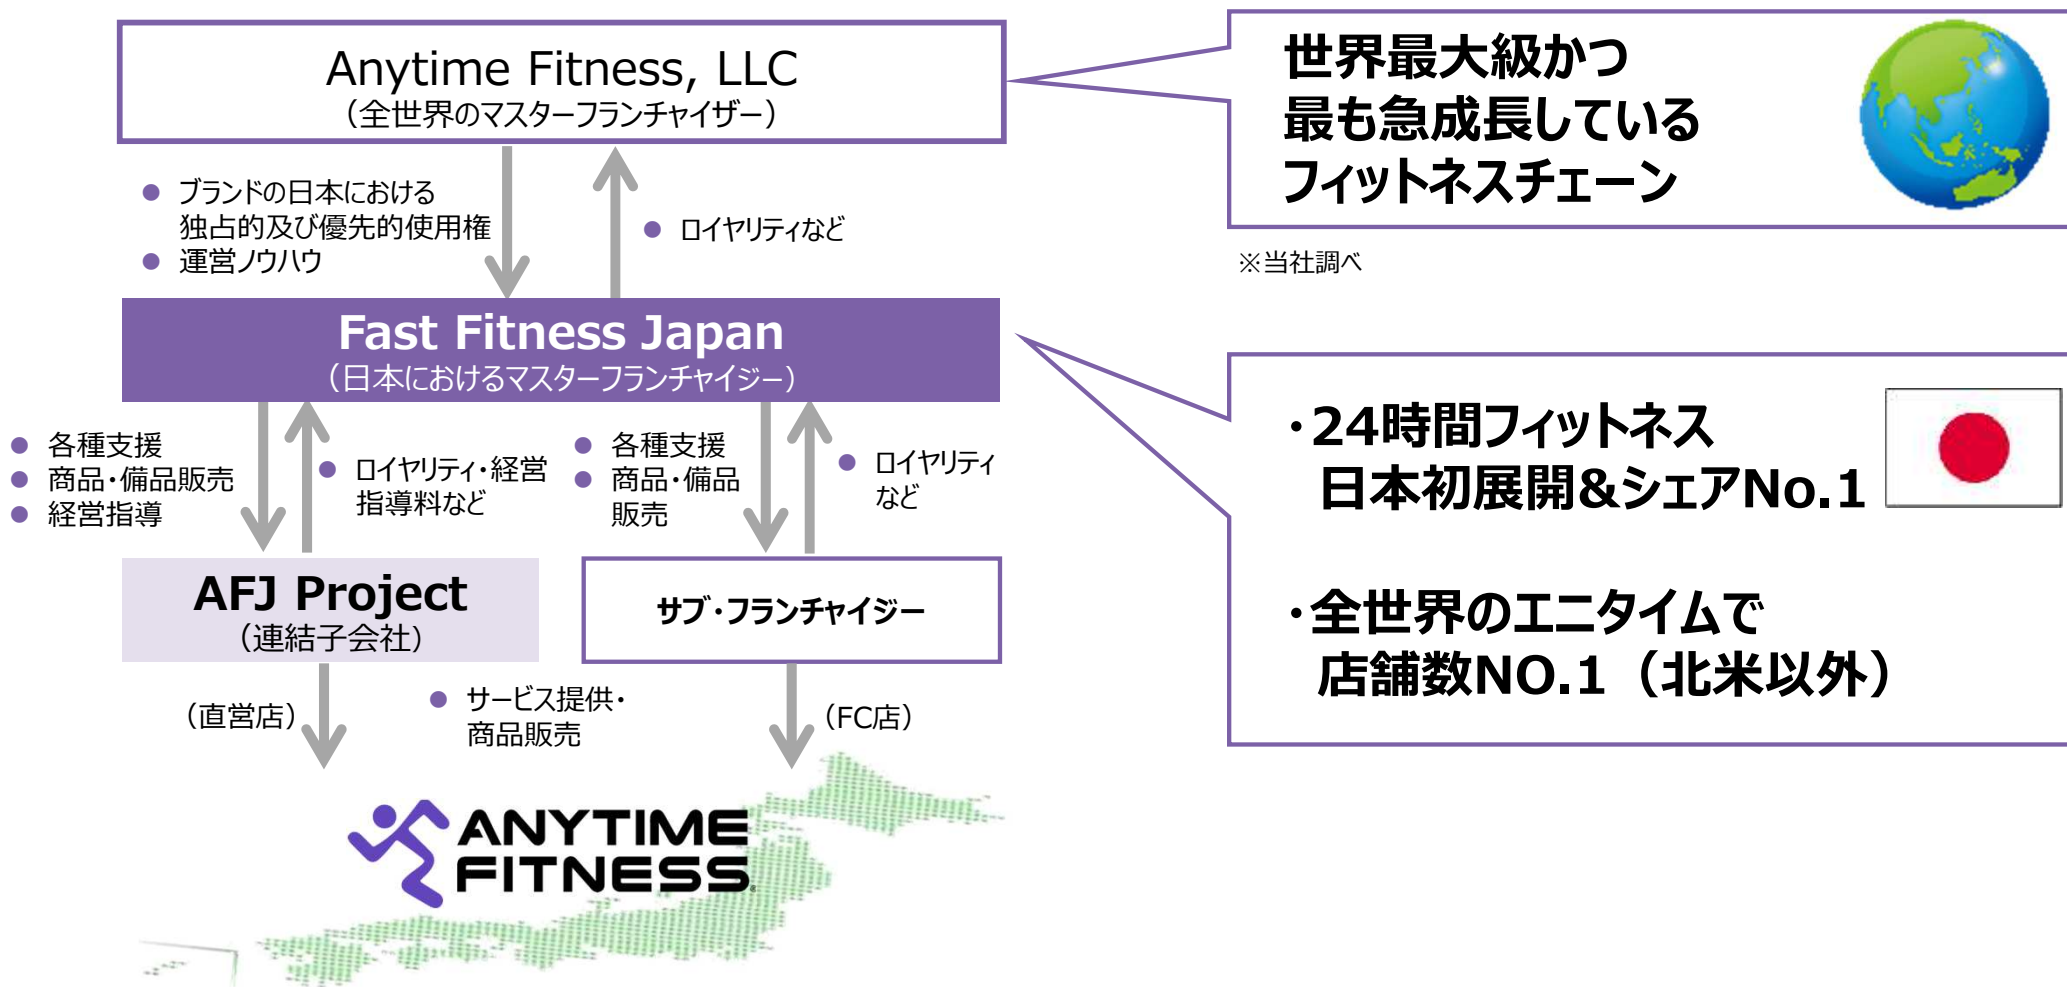 Anytime Fitness, LLC
（全世界のマスターフランチャイザー）
● ブランドの日本における
独占的及び優先的使用権
● 運営ノウハウ
● ロイヤリティなど
Fast Fitness Japan
（日本におけるマスターフランチャイジー）
● 各種支援
● 商品・備品販売
● 経営指導
● ロイヤリティ・経営
指導料など
● 各種支援
● 商品・備品
販売
● ロイヤリティ
など
AFJ Project
（連結子会社）
サブ・フランチャイジー
（直営店）
● サービス提供・
商品販売
（FC店）
ANYTIME
FITNESS®
世界最大級かつ
最も急成長している
フィットネスチェーン
※当社調べ
・24時間フィットネス
日本初展開&シェアNo.1
・全世界のエニタイムで
店舗数NO.1（北米以外）